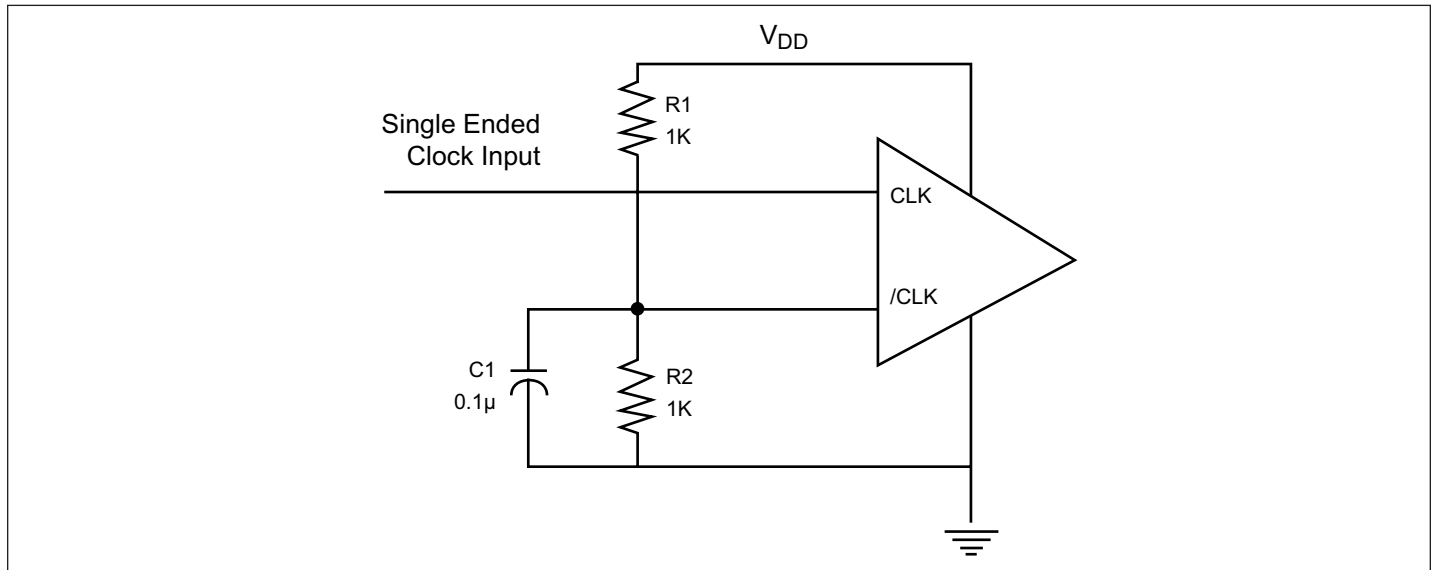 VDD
R1
1K
Single Ended
Clock Input
CLK
/CLK
C1
0.1µ
R2
1K